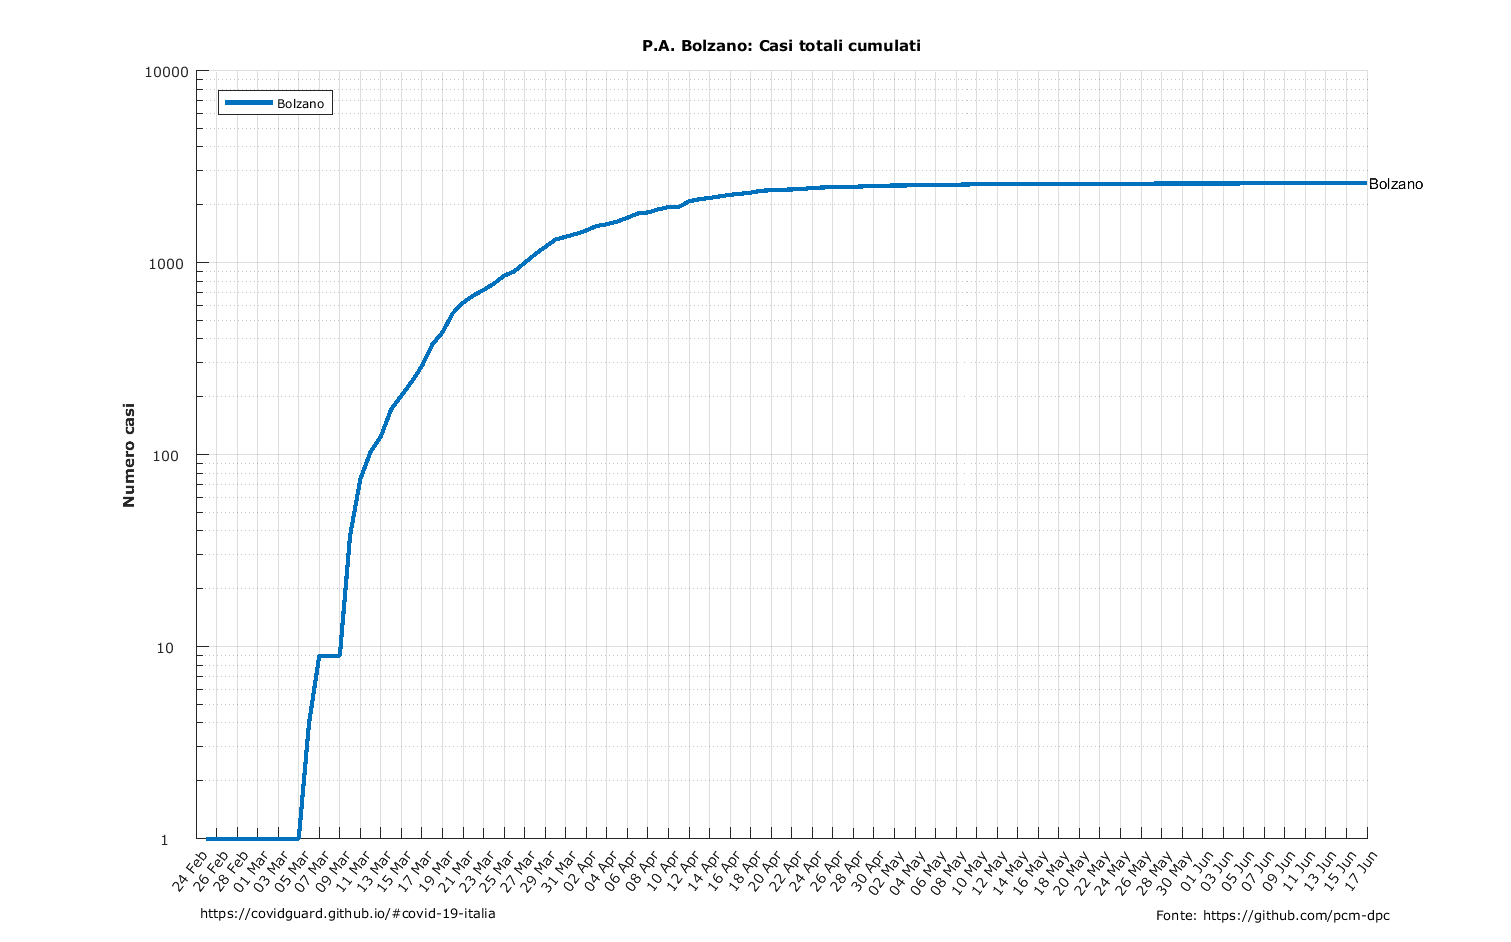 P.A. Bolzano: Casi totali cumulati
10000
1000
100
10
1
Numero casi
Bolzano
Bolzano
24 Feb
26 Feb
28 Feb
01 Mar
03 Mar
05 Mar
07 Mar
09 Mar
11 Mar
13 Mar
15 Mar
17 Mar
19 Mar
21 Mar
23 Mar
25 Mar
27 Mar
29 Mar
31 Mar
02 Apr
04 Apr
06 Apr
08 Apr
10 Apr
12 Apr
14 Apr
16 Apr
18 Apr
20 Apr
22 Apr
24 Apr
26 Apr
28 Apr
30 Apr
02 May
04 May
06 May
08 May
10 May
12 May
14 May
16 May
18 May
20 May
22 May
24 May
26 May
28 May
30 May
01 Jun
03 Jun
05 Jun
07 Jun
09 Jun
11 Jun
13 Jun
15 Jun
17 Jun
https://covidguard.github.io/#covid-19-italia
Fonte: https://github.com/pcm-dpc